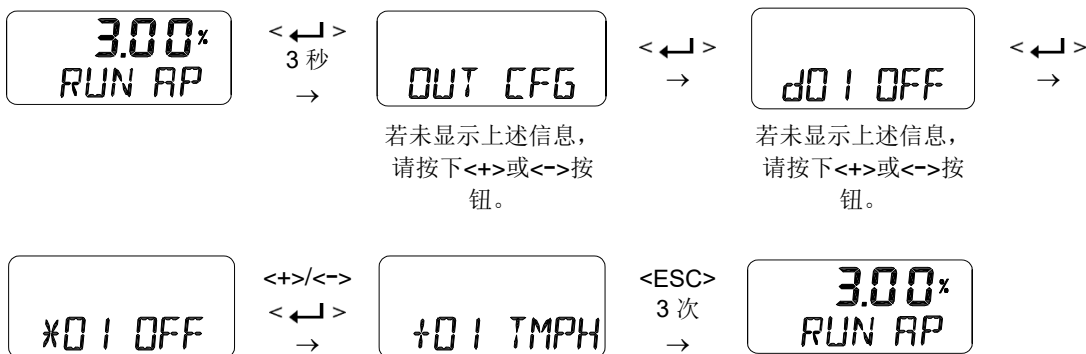 3.00%
RUN AP
< ↵ >
3 秒
→
OUT CFG
若未显示上述信息，
请按下<+>或<->按
钮。
< ↵ >
→
d01 OFF
若未显示上述信息，
请按下<+>或<->按
钮。
< ↵ >
→
*01 OFF
<+>/<->
< ↵ >
→
+01 TMPH
<ESC>
3 次
→
3.00%
RUN AP